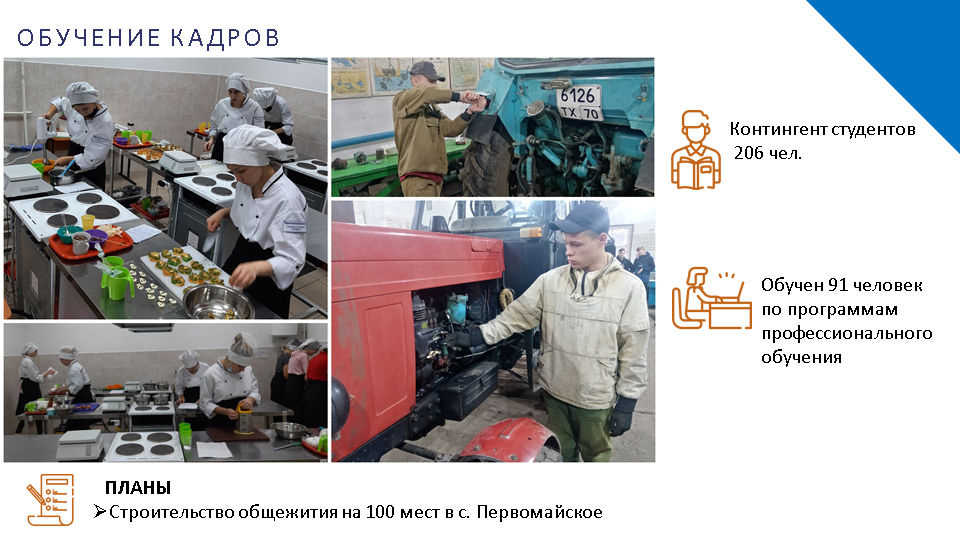 ОБУЧЕНИЕ КАДРОВ
6126
ТХ 70
Контингент студентов
206 чел.
Обучен 91 человек
по программам
профессионального
обучения
ПЛАНЫ
➢Строительство общежития на 100 мест в с. Первомайское